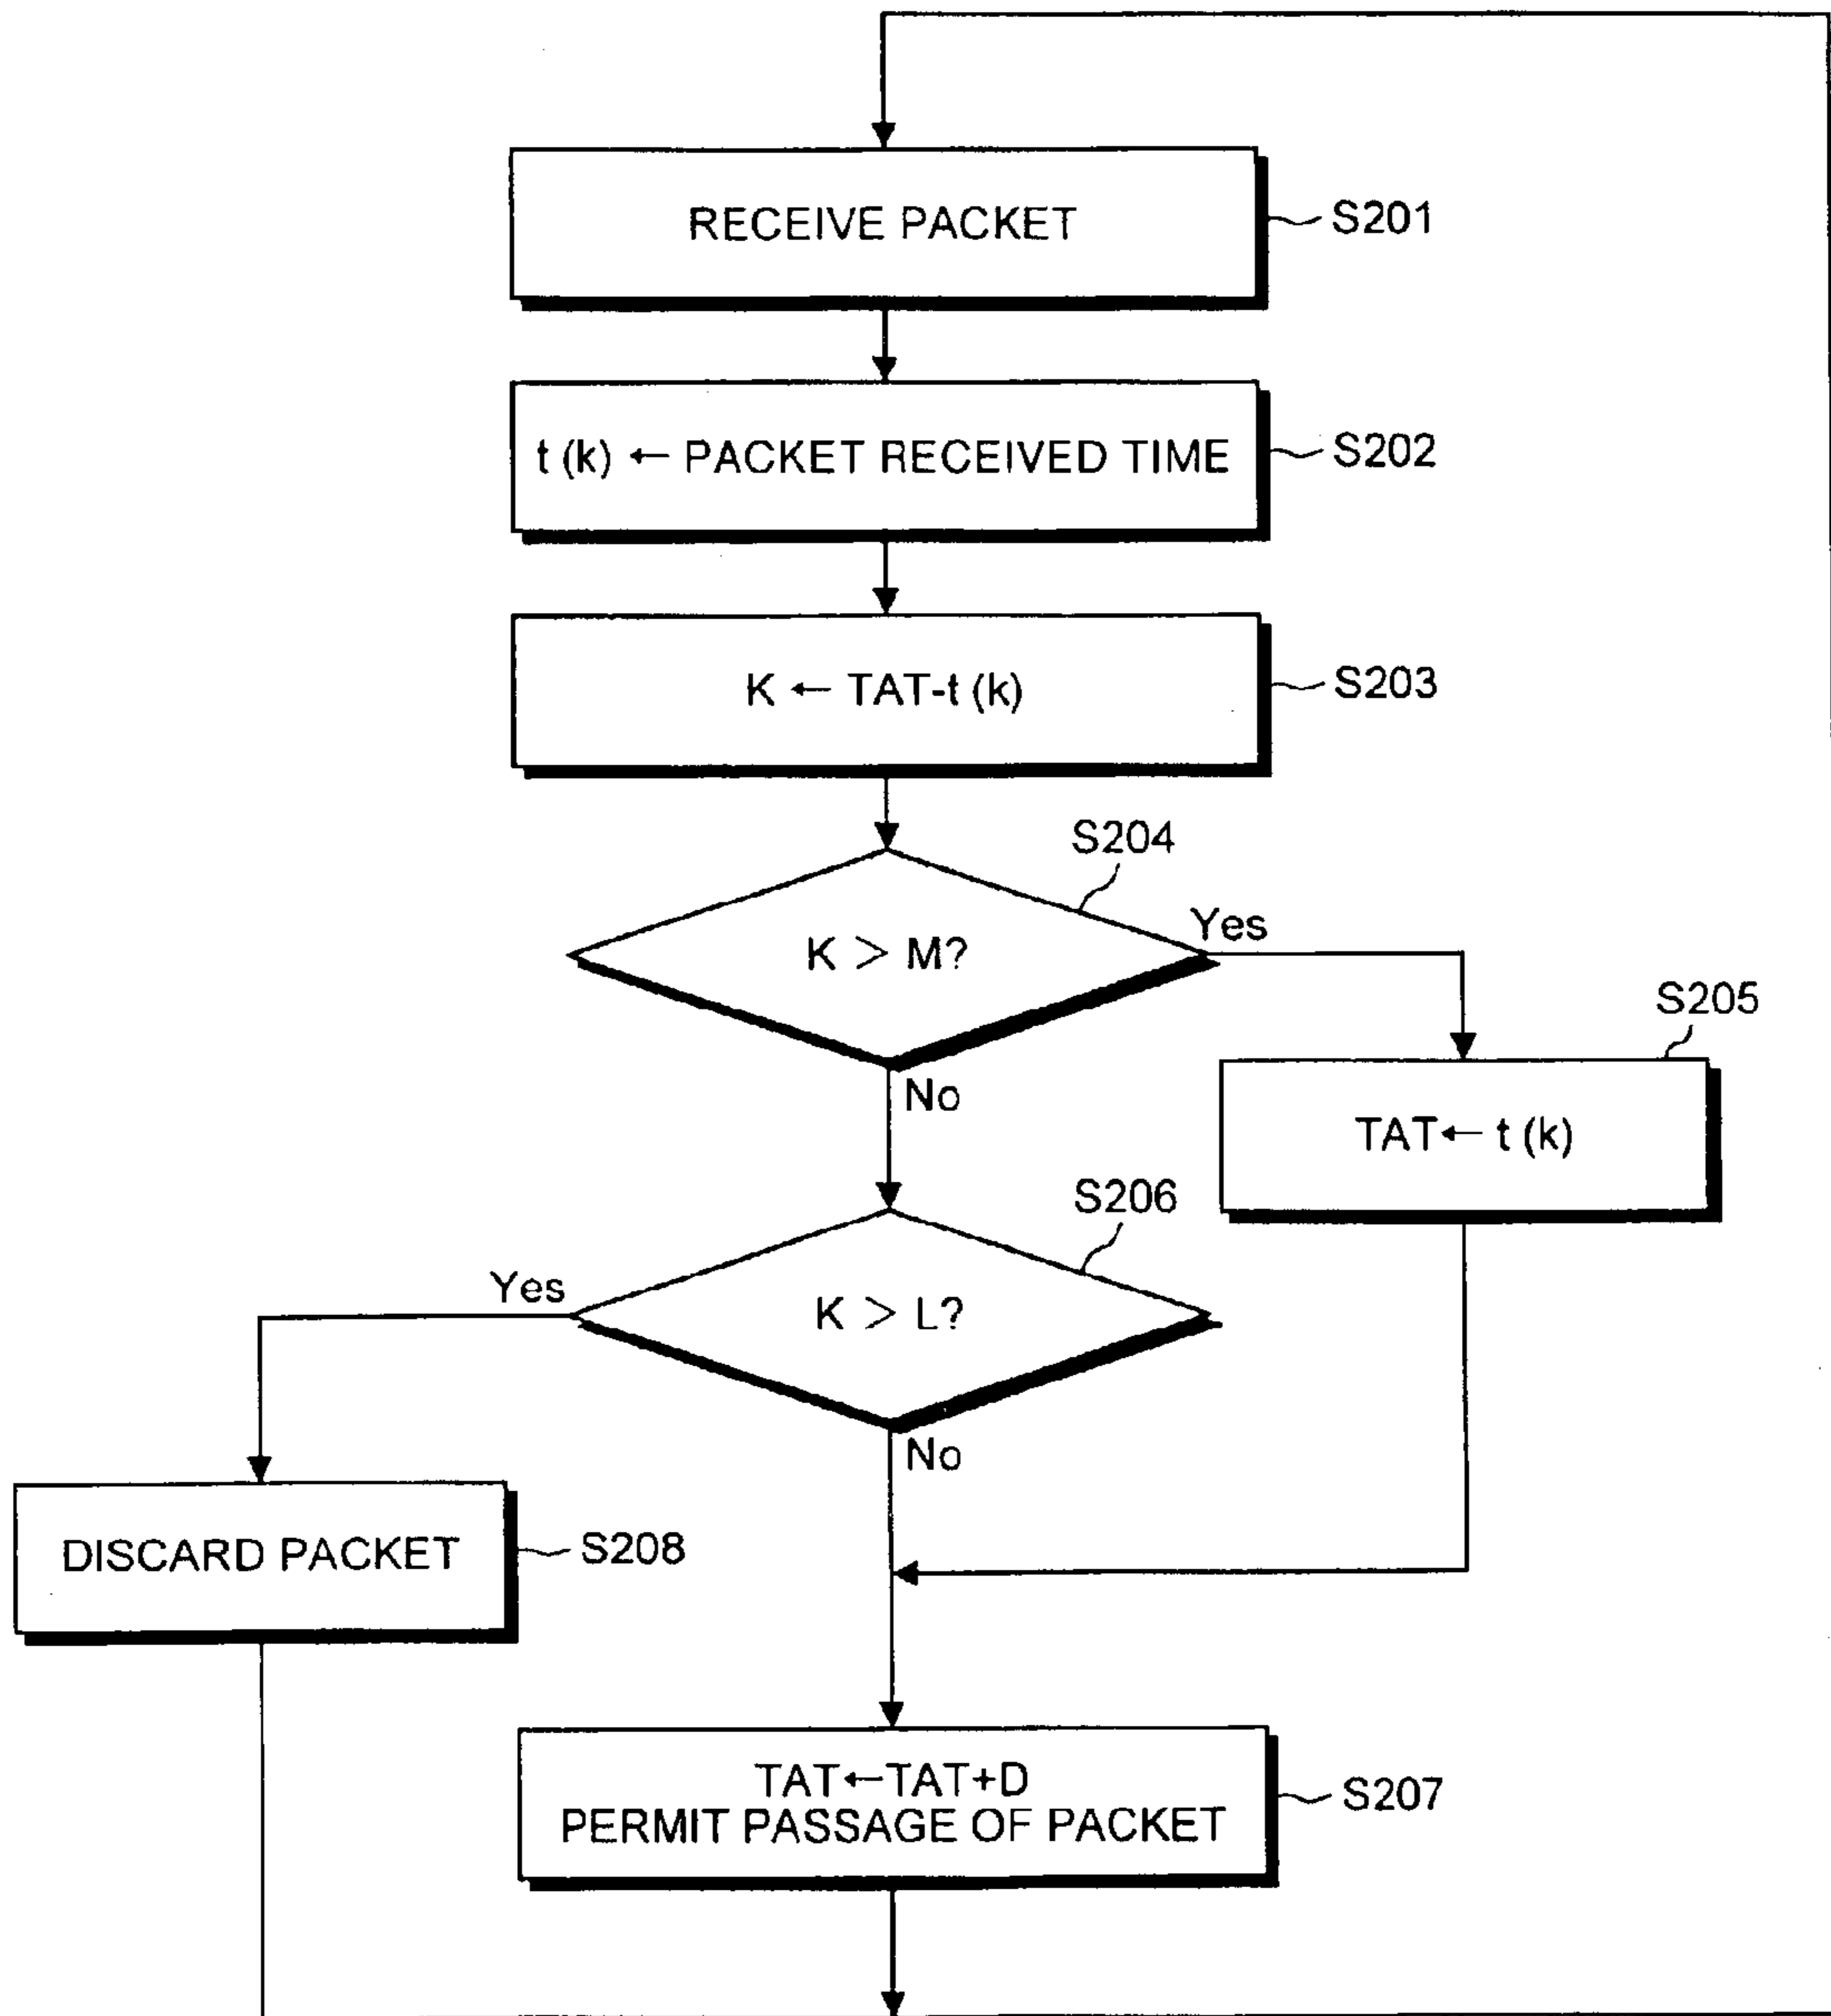 RECEIVE PACKET
S201
t (k) ← PACKET RECEIVED TIME
S202
K ← TAT-t (k)
S203
S204
K > M?
Yes
No
S205
TAT← t (k)
S206
K > L?
Yes
No
DISCARD PACKET
S208
TAT←TAT+D
PERMIT PASSAGE OF PACKET
S207